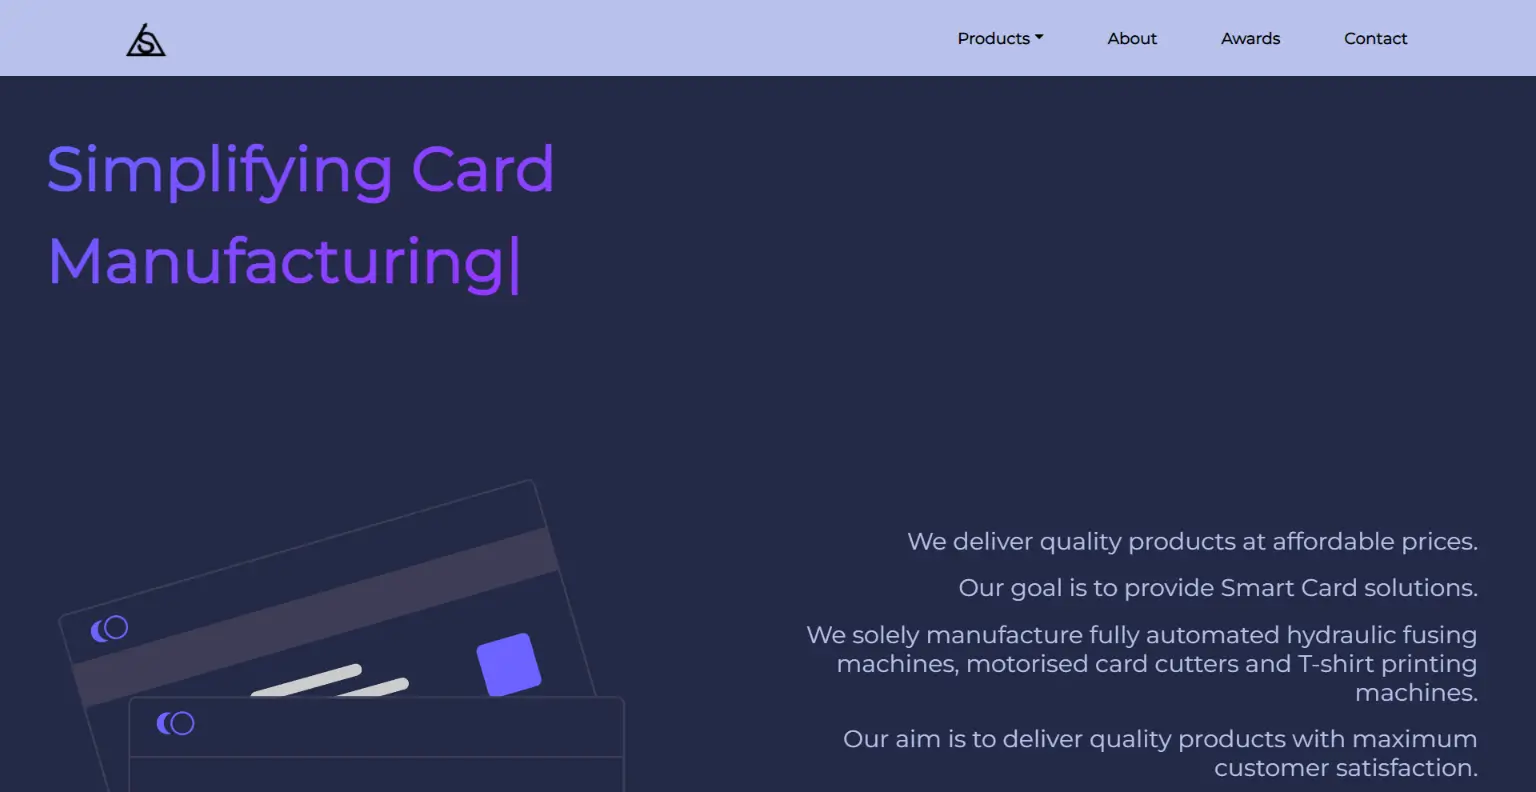 S
Products About Awards Contact
Simplifying Card
Manufacturing|
We deliver quality products at affordable prices.
Our goal is to provide Smart Card solutions.
We solely manufacture fully automated hydraulic fusing
machines, motorised card cutters and T-shirt printing
machines.
Our aim is to deliver quality products with maximum
customer satisfaction.